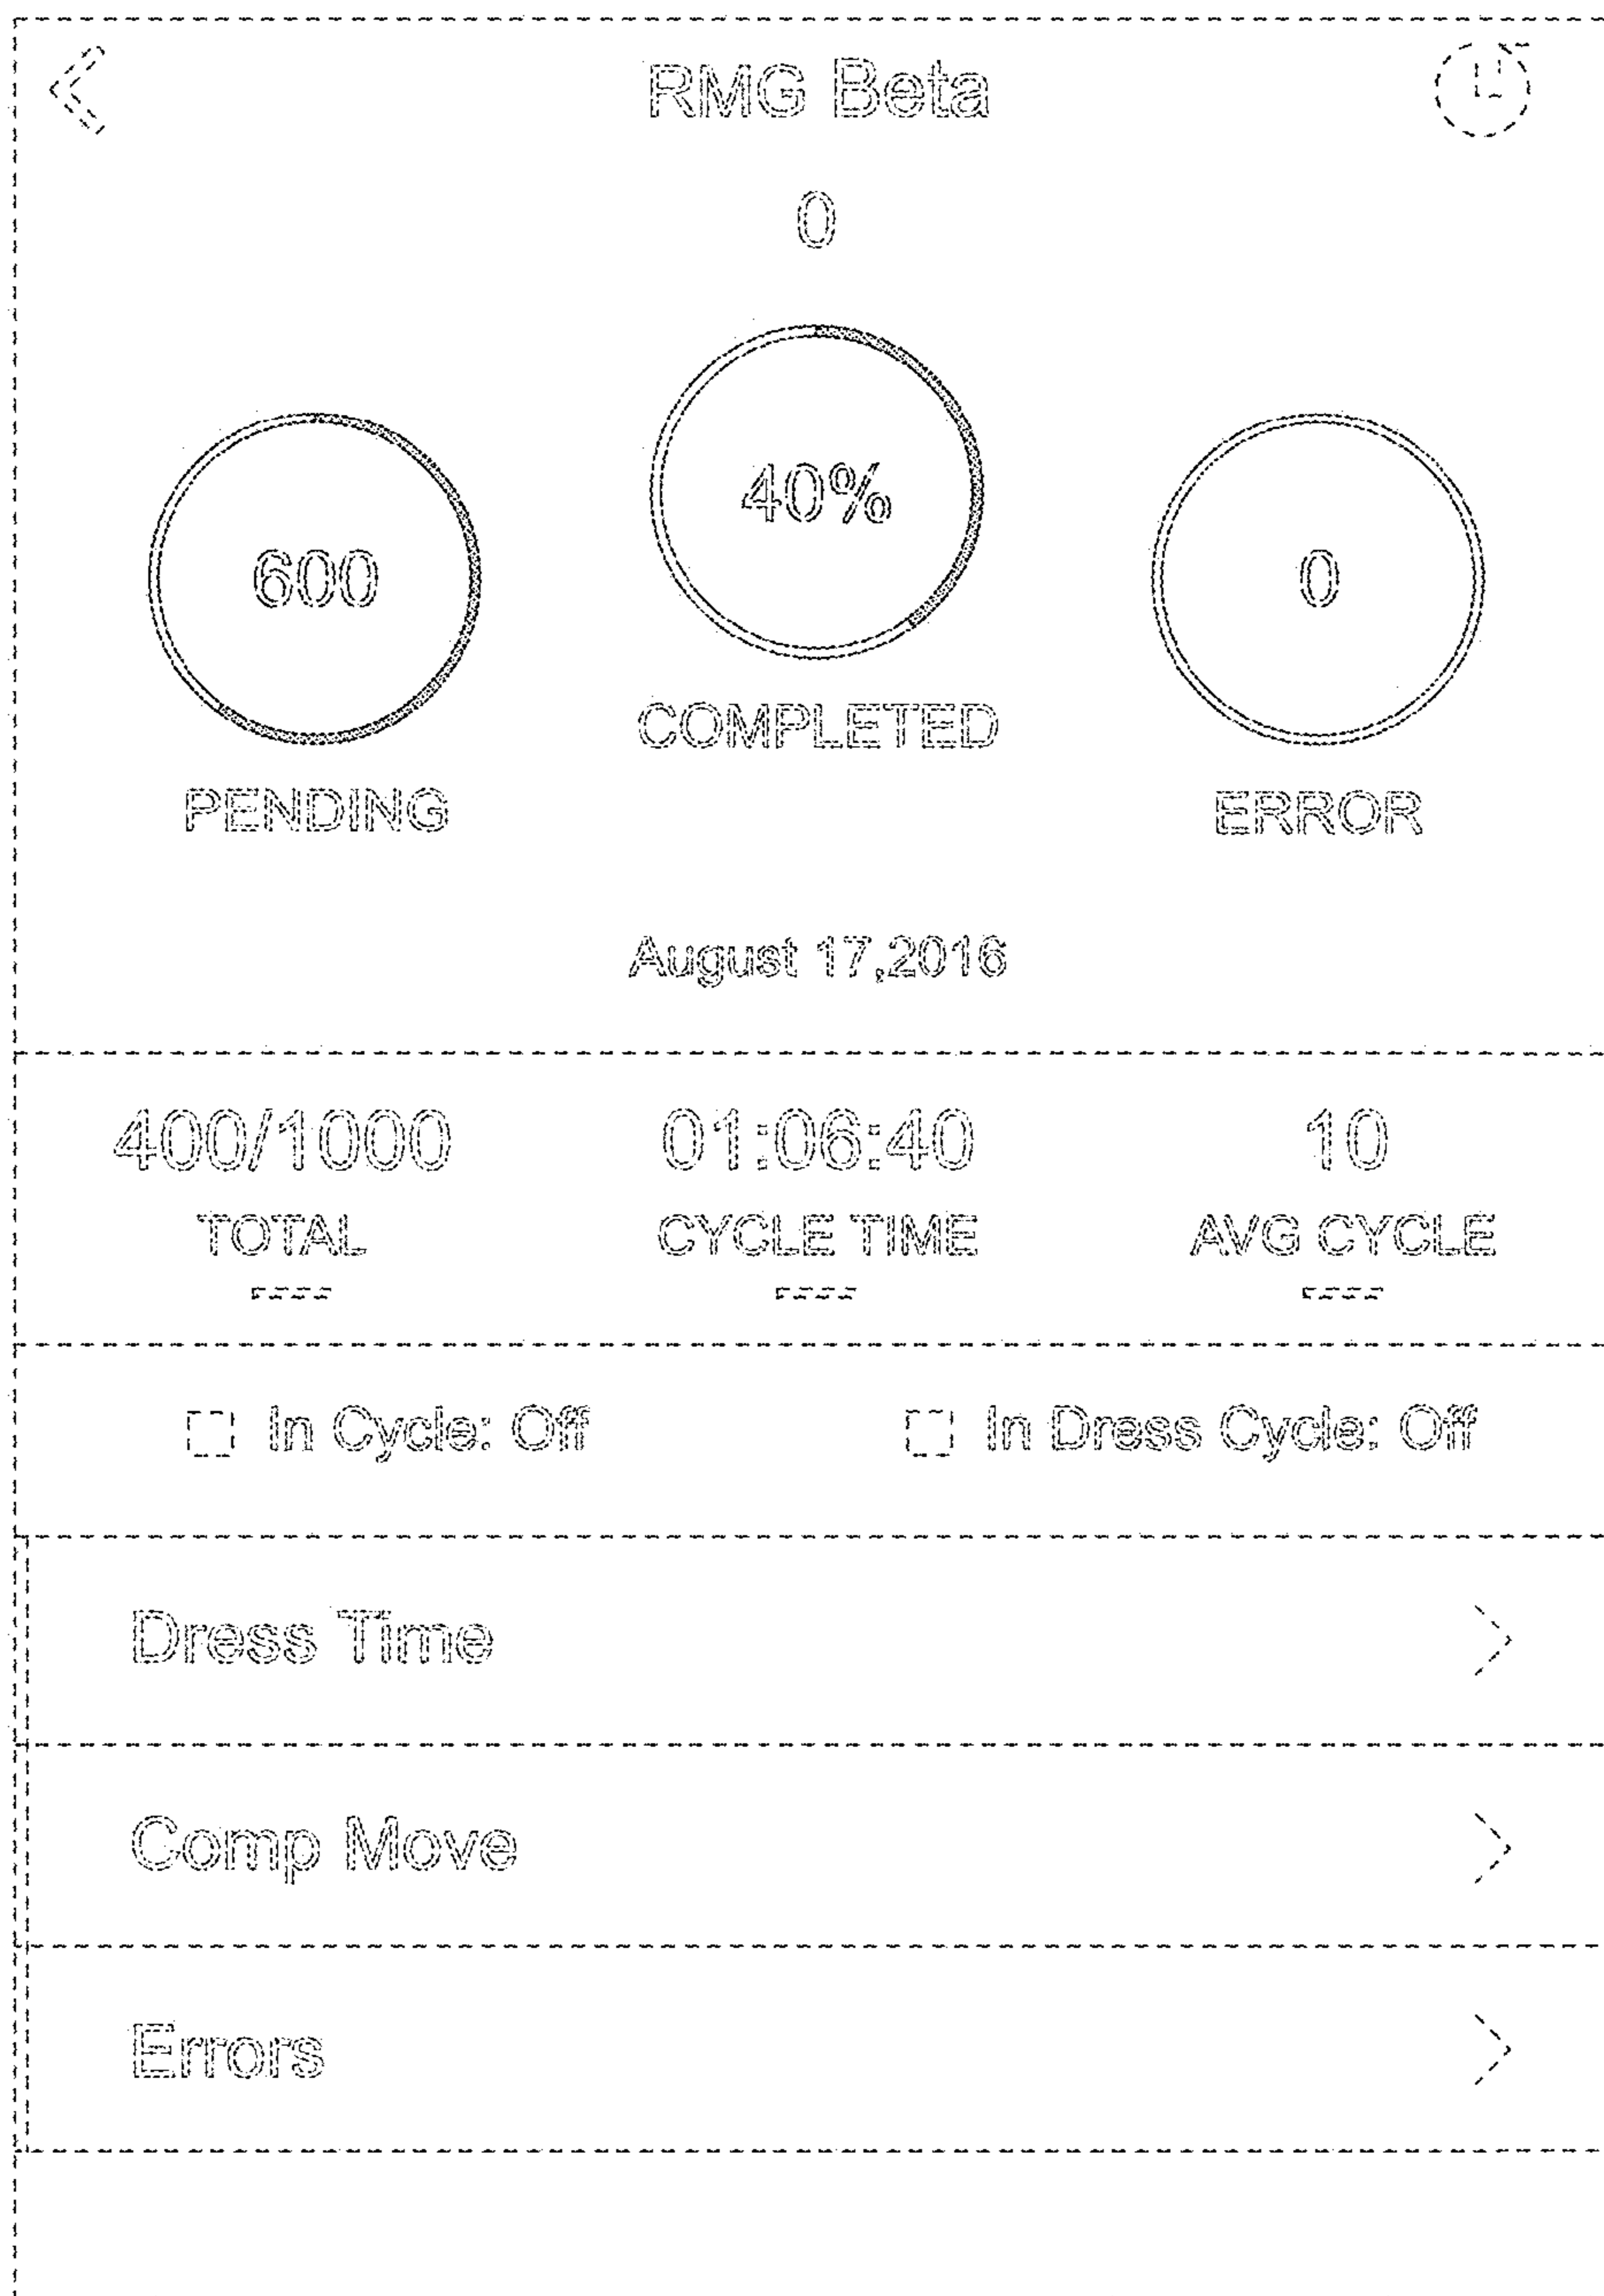 RMG Beta
0
40%
600
0
COMPLETED
PENDING
ERROR
August 17,2016
400/1000
01:06:40
10
TOTAL
CYCLE TIME
AVG CYCLE
In Cycle: Off
In Dress Cycle: Off
Dress Time
Comp Move
Errors